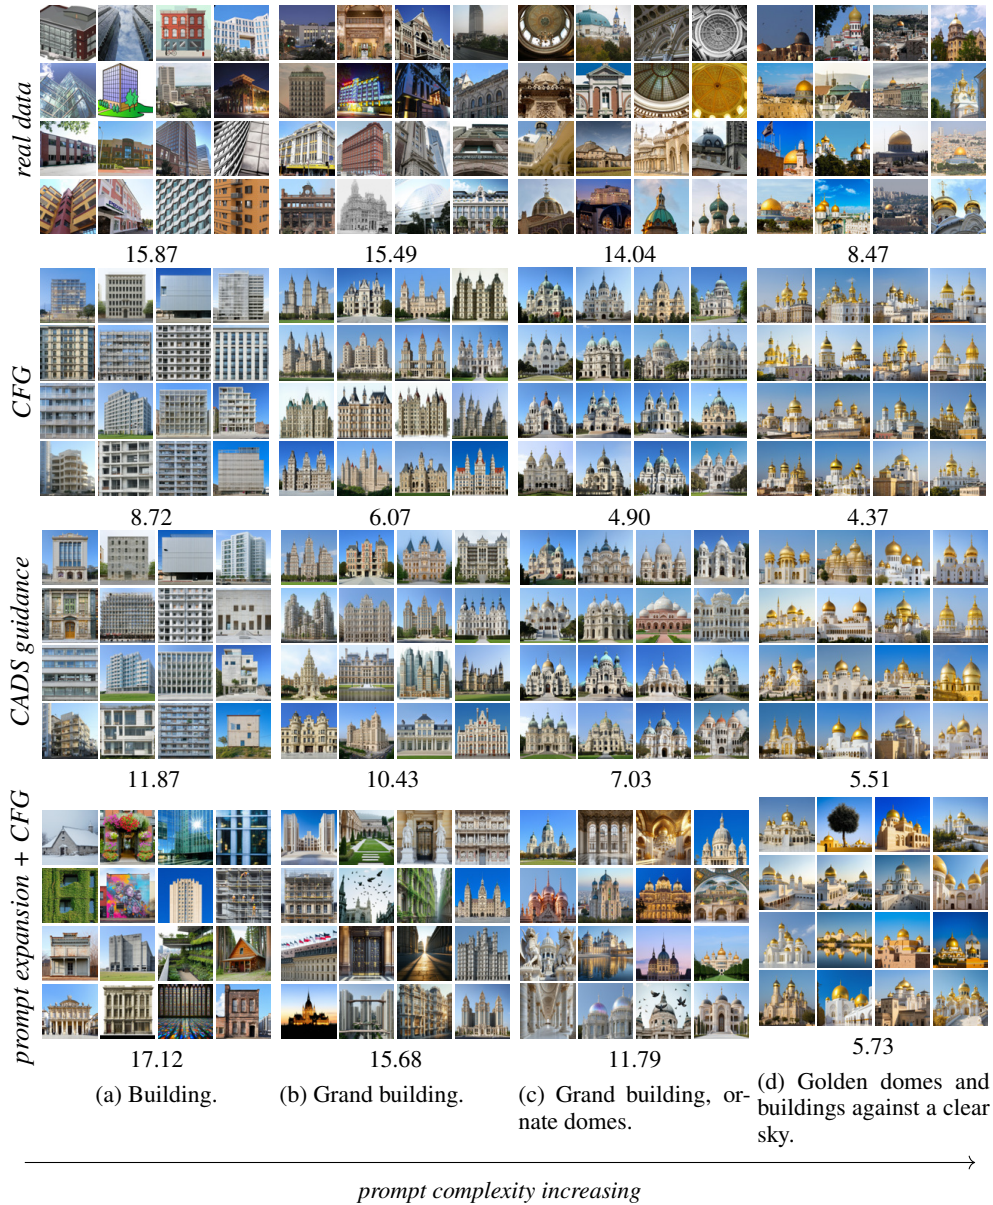 real data
15.87 15.49 14.04 8.47
CFG
8.72 6.07 4.90 4.37
CADS guidance
11.87 10.43 7.03 5.51
prompt expansion + CFG
17.12 15.68 11.79 5.73
(a) Building.
(b) Grand building.
(c) Grand building, or-
nate domes.
(d) Golden domes and
buildings against a clear
sky.
prompt complexity increasing